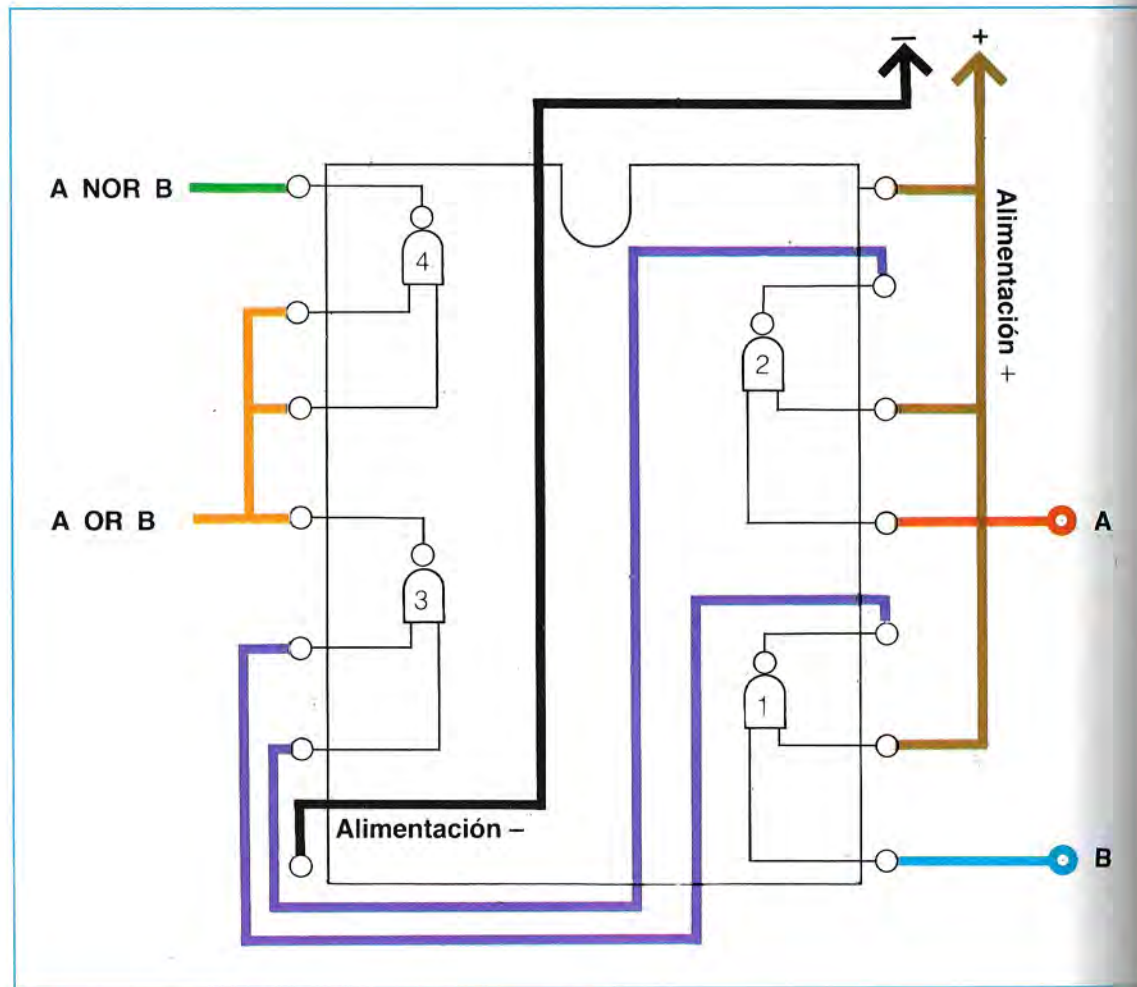 − +
A NOR B
4
Alimentación +
2
A OR B
A
3
1
Alimentación −
B